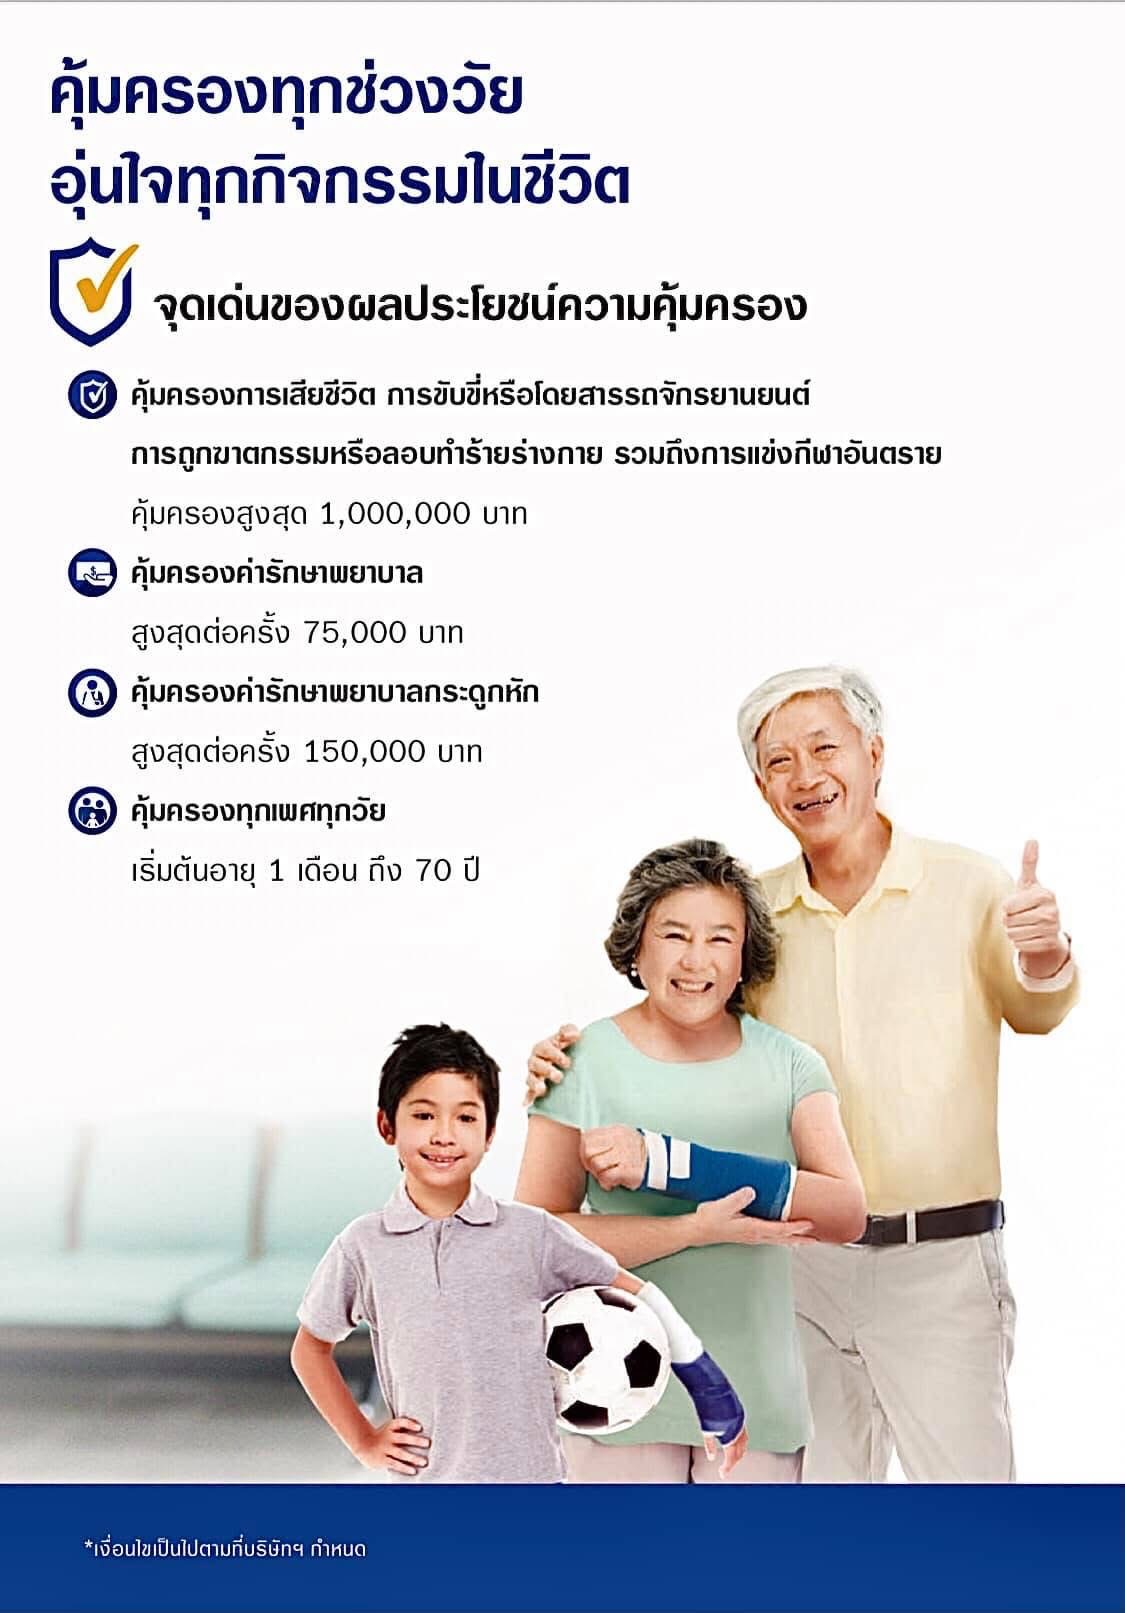 คุ้มครองทุกช่วงวัย
อุ่นใจทุกกิจกรรมในชีวิต
จุดเด่นของผลประโยชน์ความคุ้มครอง
คุ้มครองการเสียชีวิต การขับขี่หรือโดยสารรถจักรยานยนต์
การถูกฆาตกรรมหรือลอบทำร้ายร่างกาย รวมถึงการแข่งกีฬาอันตราย
คุ้มครองสูงสุด 1,000,000 บาท
คุ้มครองค่ารักษาพยาบาล
สูงสุดต่อครั้ง 75,000 บาท
คุ้มครองค่ารักษาพยาบาลกระดูกหัก
สูงสุดต่อครั้ง 150,000 บาท
คุ้มครองทุกเพศทุกวัย
เริ่มต้นอายุ 1 เดือน ถึง 70 ปี
*เงื่อนไขเป็นไปตามที่บริษัทฯ กำหนด